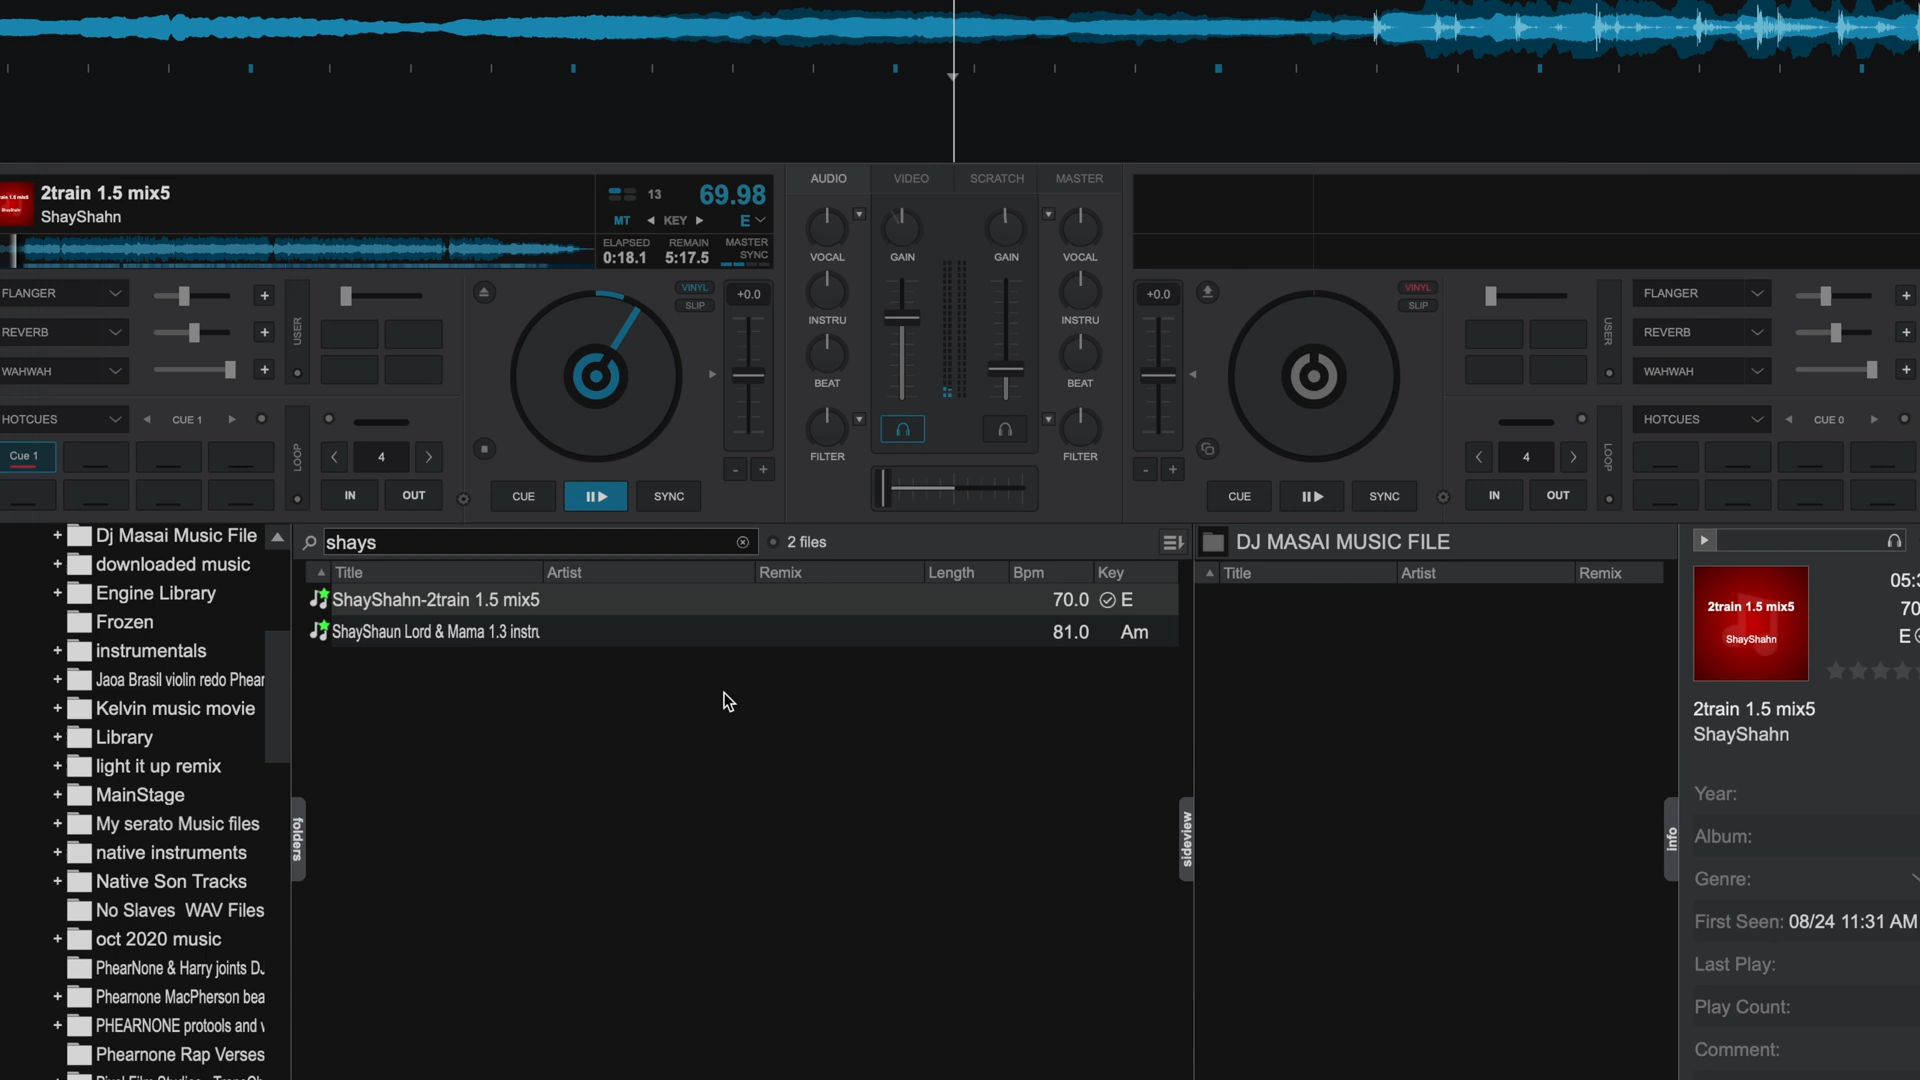 2train 1.5 mix5
ShayShahn
13
69.98
MT
KEY
E
ELAPSED
REMAIN
MASTER
SYNC
0:18.1
5:17.5
AUDIO
VIDEO
SCRATCH
MASTER
VOCAL
GAIN
GAIN
VOCAL
INSTRU
INSTRU
BEAT
BEAT
FILTER
FILTER
FLANGER
REVERB
WAHWAH
USER
VINYL
SLIP
+0.0
+0.0
VINYL
SLIP
USER
FLANGER
REVERB
WAHWAH
HOTCUES
CUE 1
Cue 1
LOOP
4
IN
OUT
CUE
SYNC
- +
- +
CUE
SYNC
4
IN
OUT
LOOP
HOTCUES
CUE 0
Dj Masai Music File
downloaded music
Engine Library
Frozen
instrumentals
Jaoa Brasil violin redo Phear
Kelvin music movie
Library
light it up remix
MainStage
My serato Music files
native instruments
Native Son Tracks
No Slaves WAV Files
oct 2020 music
PhearNone & Harry joints D
Phearnone MacPherson bea
PHEARNONE protools and
Phearnone Rap Verses
folders
shays
2 files
Title
Artist
Remix
Length
Bpm
Key
ShayShahn-2train 1.5 mix5
70.0
E
ShayShaun Lord & Mama 1.3 instru
81.0
Am
sideview
DJ MASAI MUSIC FILE
Title
Artist
Remix
info
2train 1.5 mix5
ShayShahn
05:3
70
E
2train 1.5 mix5
ShayShahn
Year:
Album:
Genre:
First Seen: 08/24 11:31 AM
Last Play:
Play Count:
Comment: